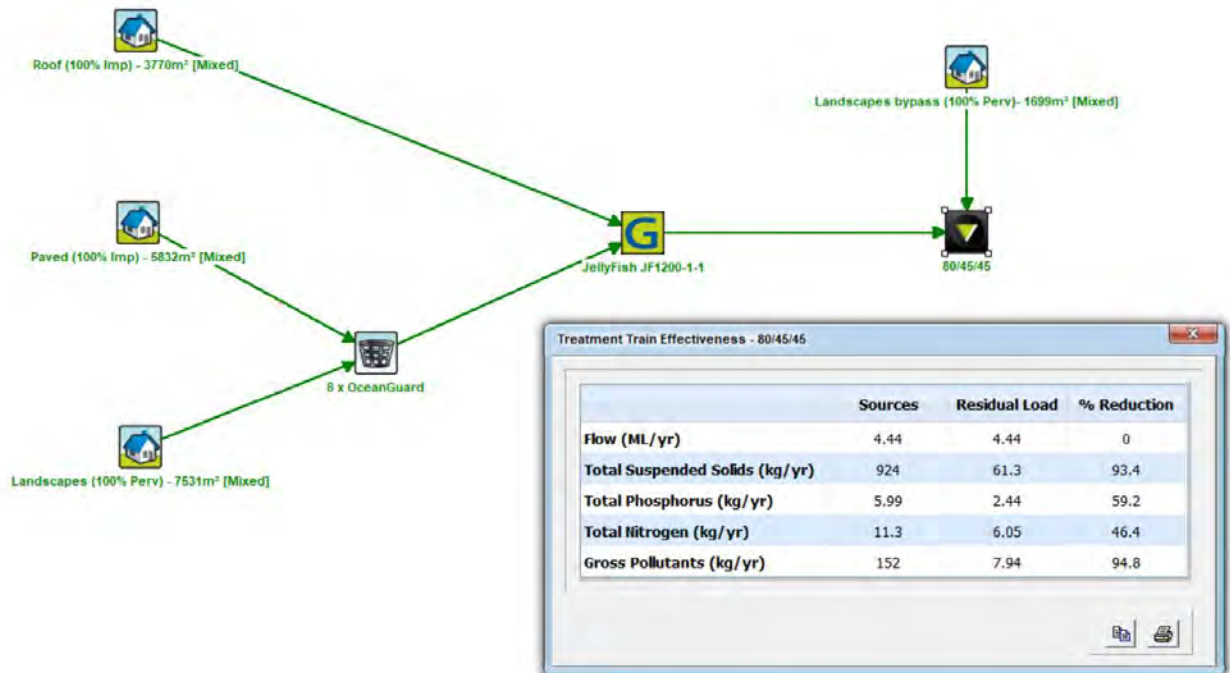 Roof (100% Imp) - 3770m² [Mixed]
Landscapes bypass (100% Perv)- 1699m² [Mixed]
Paved (100% Imp) - 5832m² [Mixed]
G
JellyFish JF1200-1-1
80/45/45
8 x OceanGuard
Landscapes (100% Perv) - 7531m² [Mixed]
Treatment Train Effectiveness - 80/45/45
Sources Residual Load % Reduction
Flow (ML/yr) 4.44 4.44 0
Total Suspended Solids (kg/yr) 924 61.3 93.4
Total Phosphorus (kg/yr) 5.99 2.44 59.2
Total Nitrogen (kg/yr) 11.3 6.05 46.4
Gross Pollutants (kg/yr) 152 7.94 94.8